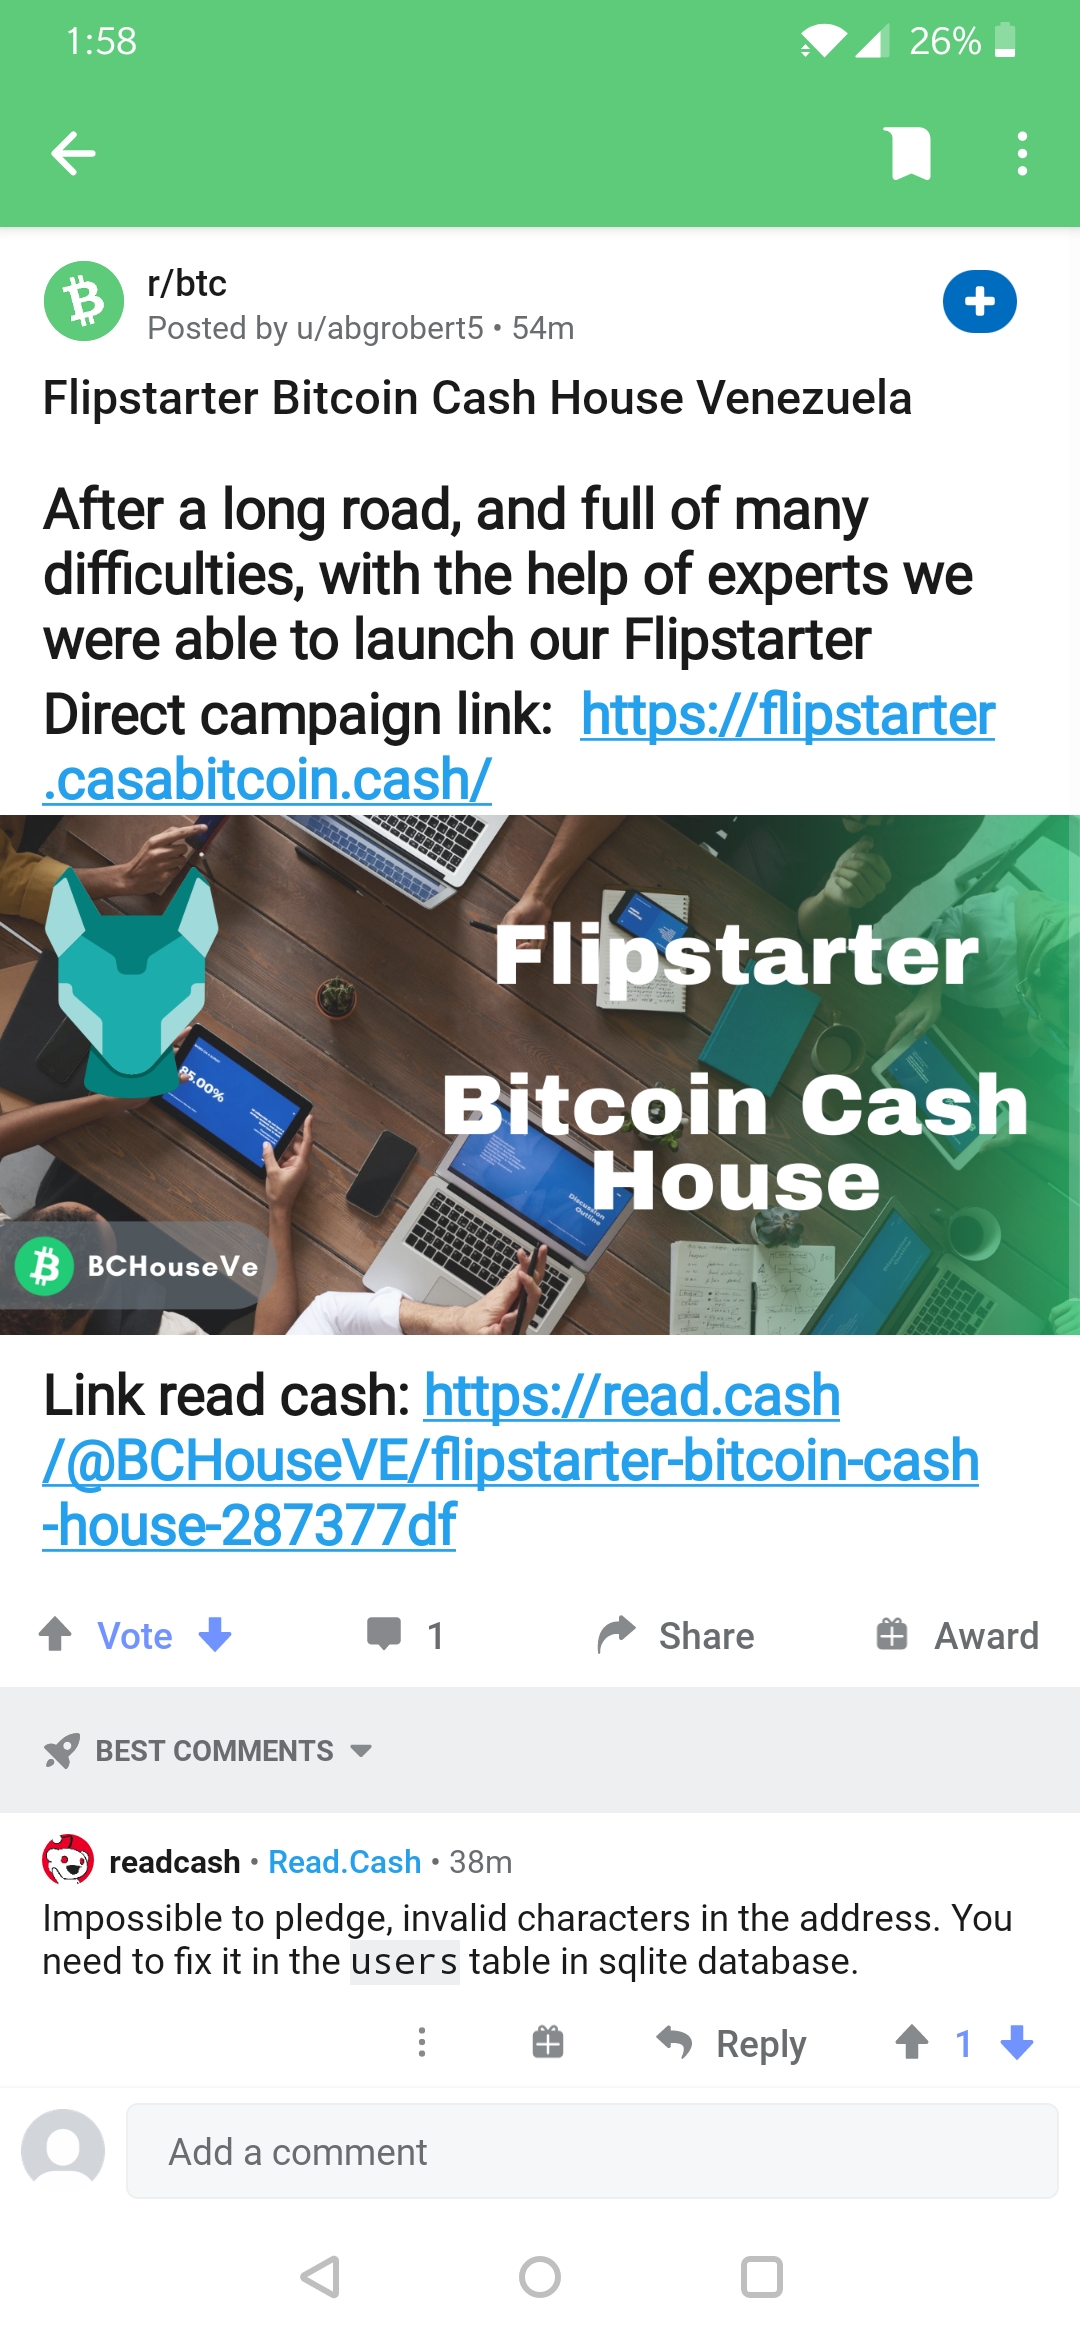 1:58
26%
r/btc
Posted by u/abgrobert5 • 54m
Flipstarter Bitcoin Cash House Venezuela
After a long road, and full of many
difficulties, with the help of experts we
were able to launch our Flipstarter
Direct campaign link: https://flipstarter
.casabitcoin.cash/
Flipstarter
Bitcoin Cash
House
85.00%
Discussion
Outline
BCHouseVe
Link read cash: https://read.cash
/@BCHouseVE/flipstarter-bitcoin-cash
-house-287377df
Vote
1
Share
Award
BEST COMMENTS
readcash • Read.Cash • 38m
Impossible to pledge, invalid characters in the address. You
need to fix it in the users table in sqlite database.
Reply
1
Add a comment